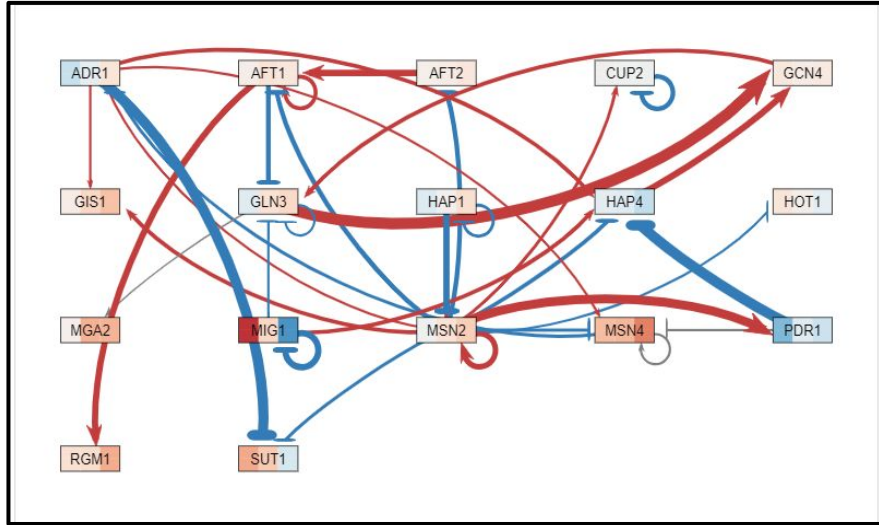 ADR1 AFT1 AFT2 CUP2 GCN4
GIS1 GLN3 HAP1 HAP4 HOT1
MGA2 MIG1 MSN2 MSN4 PDR1
RGM1 SUT1